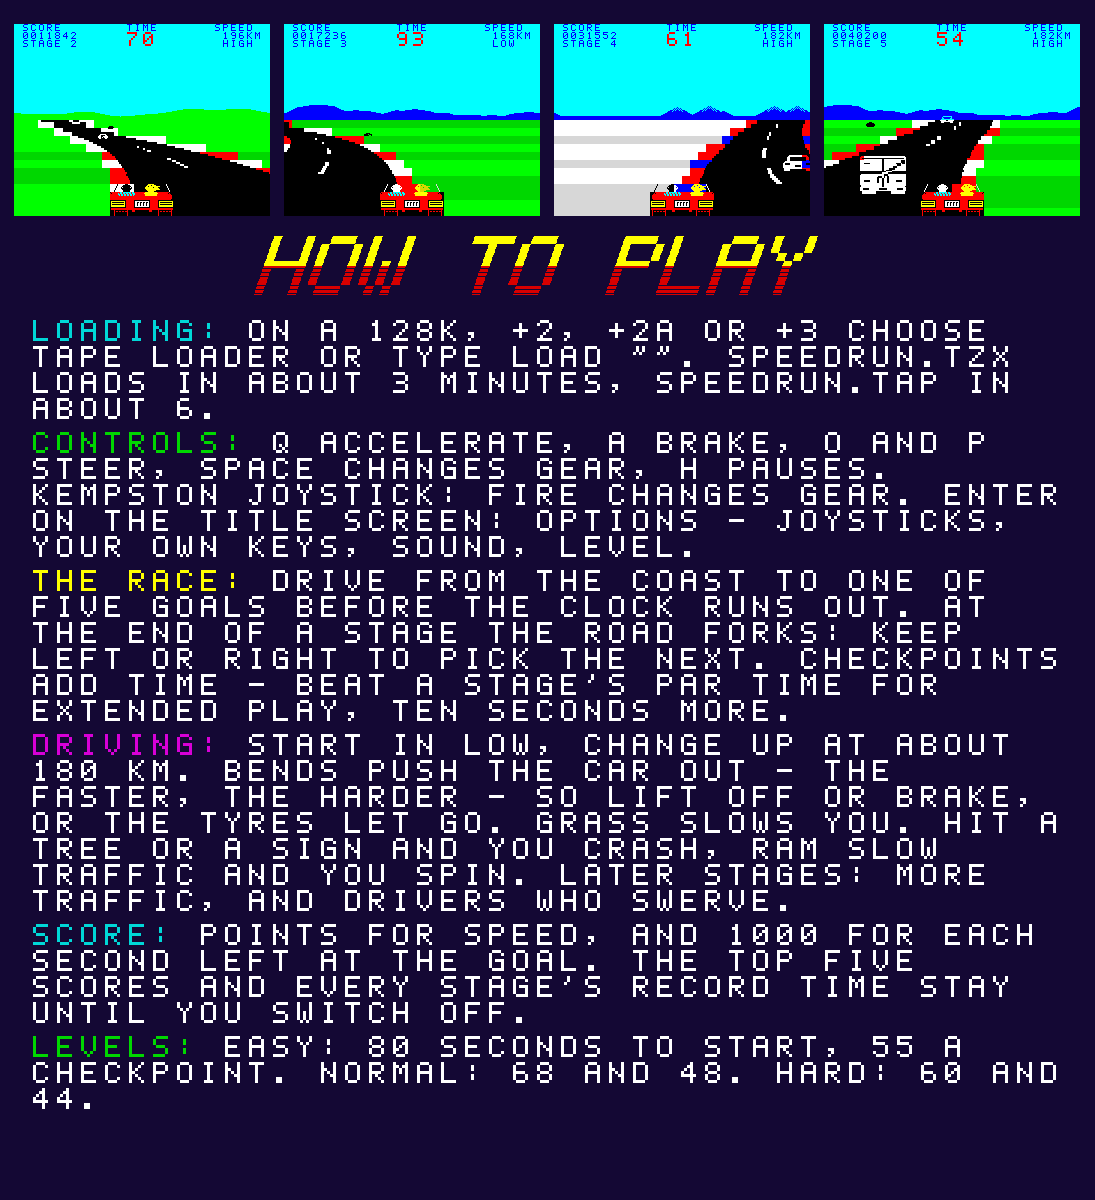 SCORE TIME SPEED
0011342 70 196KM
STAGE 2 HIGH
SCORE TIME SPEED
0017236 93 168KM
STAGE 3 LOW
SCORE TIME SPEED
0031552 61 182KM
STAGE 4 HIGH
SCORE TIME SPEED
0040200 54 182KM
STAGE 5 HIGH
HOW TO PLAY
LOADING: ON A 128K, +2, +2A OR +3 CHOOSE
TAPE LOADER OR TYPE LOAD "". SPEEDRUN.TZX
LOADS IN ABOUT 3 MINUTES, SPEEDRUN.TAP IN
ABOUT 6.
CONTROLS: Q ACCELERATE, A BRAKE, O AND P
STEER, SPACE CHANGES GEAR, H PAUSES.
KEMPSTON JOYSTICK: FIRE CHANGES GEAR. ENTER
ON THE TITLE SCREEN: OPTIONS - JOYSTICKS,
YOUR OWN KEYS, SOUND, LEVEL.
THE RACE: DRIVE FROM THE COAST TO ONE OF
FIVE GOALS BEFORE THE CLOCK RUNS OUT. AT
THE END OF A STAGE THE ROAD FORKS: KEEP
LEFT OR RIGHT TO PICK THE NEXT. CHECKPOINTS
ADD TIME - BEAT A STAGE'S PAR TIME FOR
EXTENDED PLAY, TEN SECONDS MORE.
DRIVING: START IN LOW, CHANGE UP AT ABOUT
180 KM. BENDS PUSH THE CAR OUT - THE
FASTER, THE HARDER - SO LIFT OFF OR BRAKE,
OR THE TYRES LET GO. GRASS SLOWS YOU. HIT A
TREE OR A SIGN AND YOU CRASH, RAM SLOW
TRAFFIC AND YOU SPIN. LATER STAGES: MORE
TRAFFIC, AND DRIVERS WHO SWERVE.
SCORE: POINTS FOR SPEED, AND 1000 FOR EACH
SECOND LEFT AT THE GOAL. THE TOP FIVE
SCORES AND EVERY STAGE'S RECORD TIME STAY
UNTIL YOU SWITCH OFF.
LEVELS: EASY: 80 SECONDS TO START, 55 A
CHECKPOINT. NORMAL: 68 AND 48. HARD: 60 AND
44.